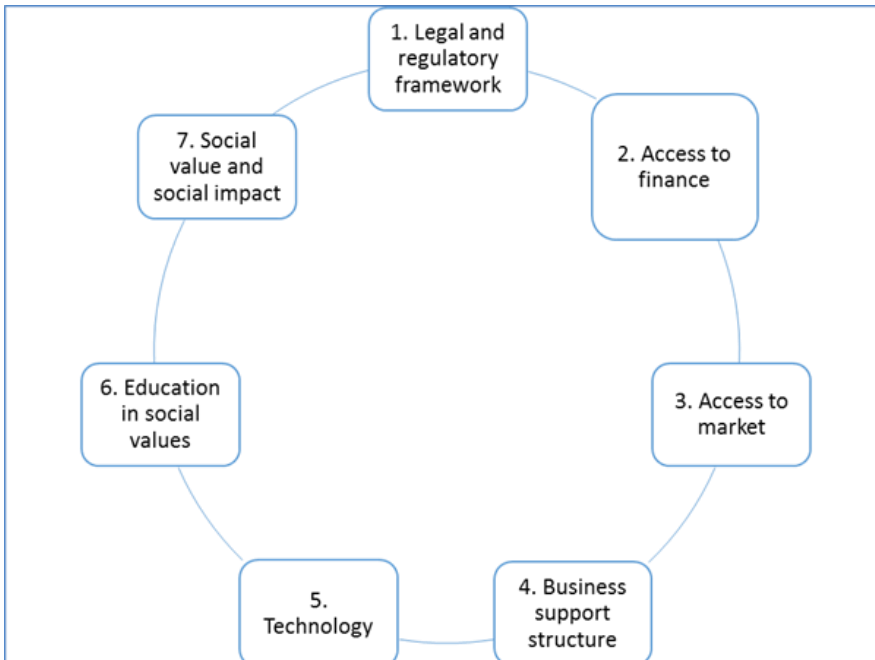 1. Legal and
regulatory
framework
2. Access to
finance
3. Access to
market
4. Business
support
structure
5.
Technology
6. Education
in social
values
7. Social
value and
social impact